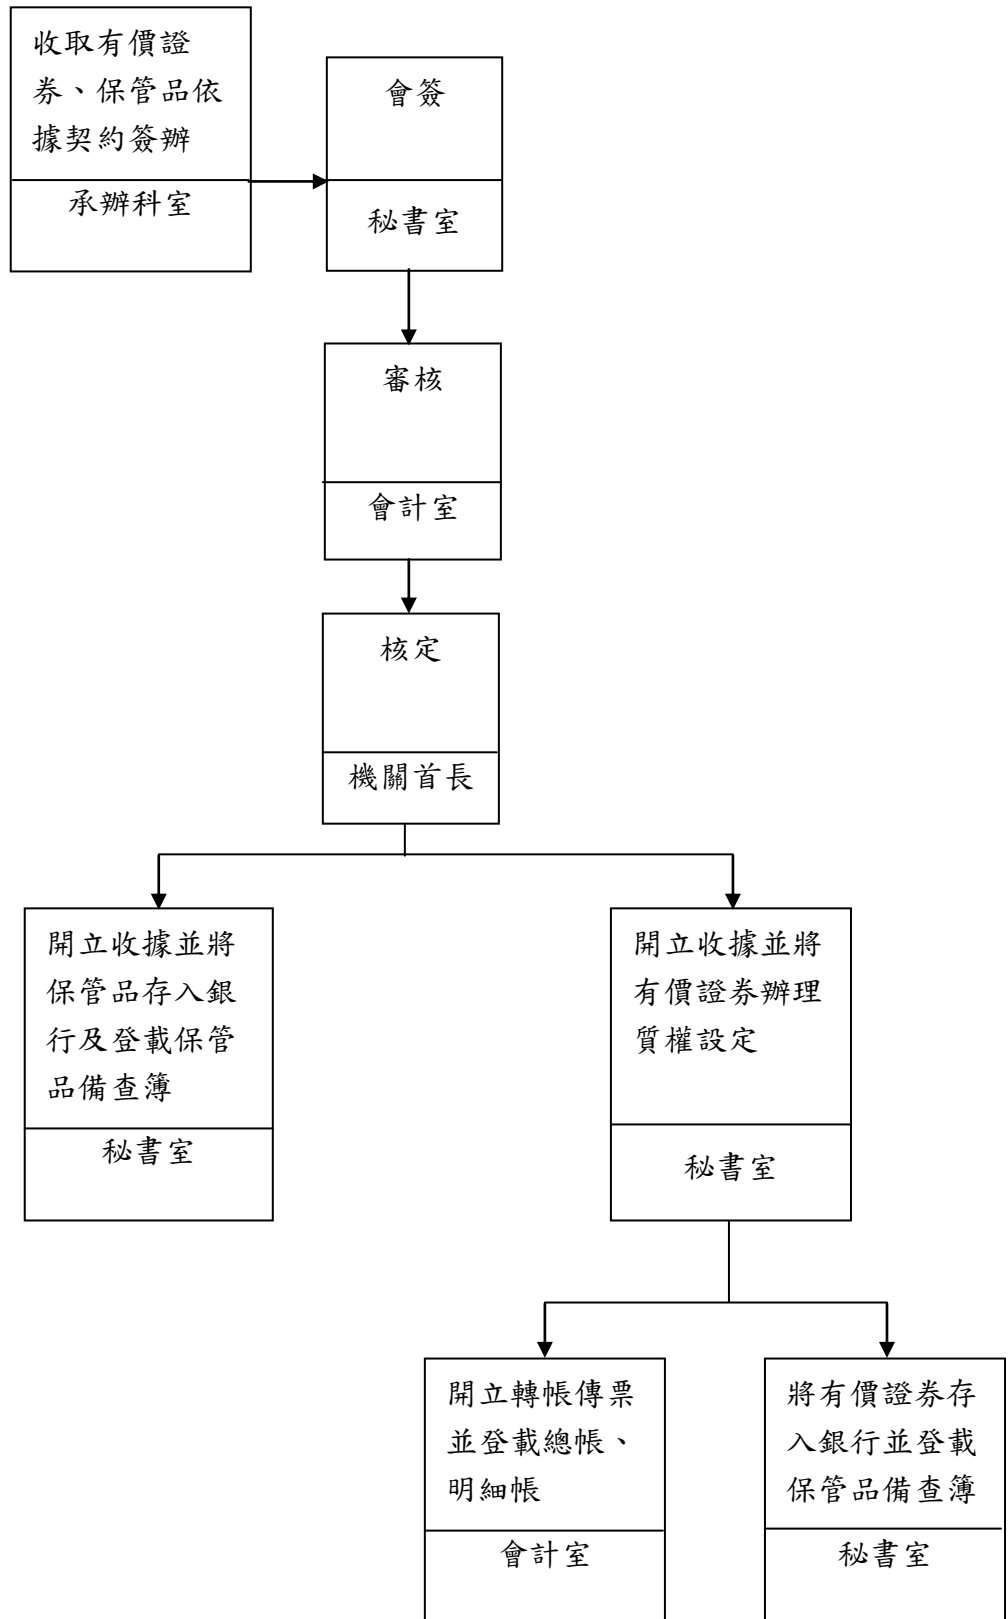 收取有價證
券、保管品依
據契約簽辦
承辦科室
會簽
秘書室
審核
會計室
核定
機關首長
開立收據並將
保管品存入銀
行及登載保管
品備查簿
秘書室
開立收據並將
有價證券辦理
質權設定
秘書室
開立轉帳傳票
並登載總帳、
明細帳
會計室
將有價證券存
入銀行並登載
保管品備查簿
秘書室